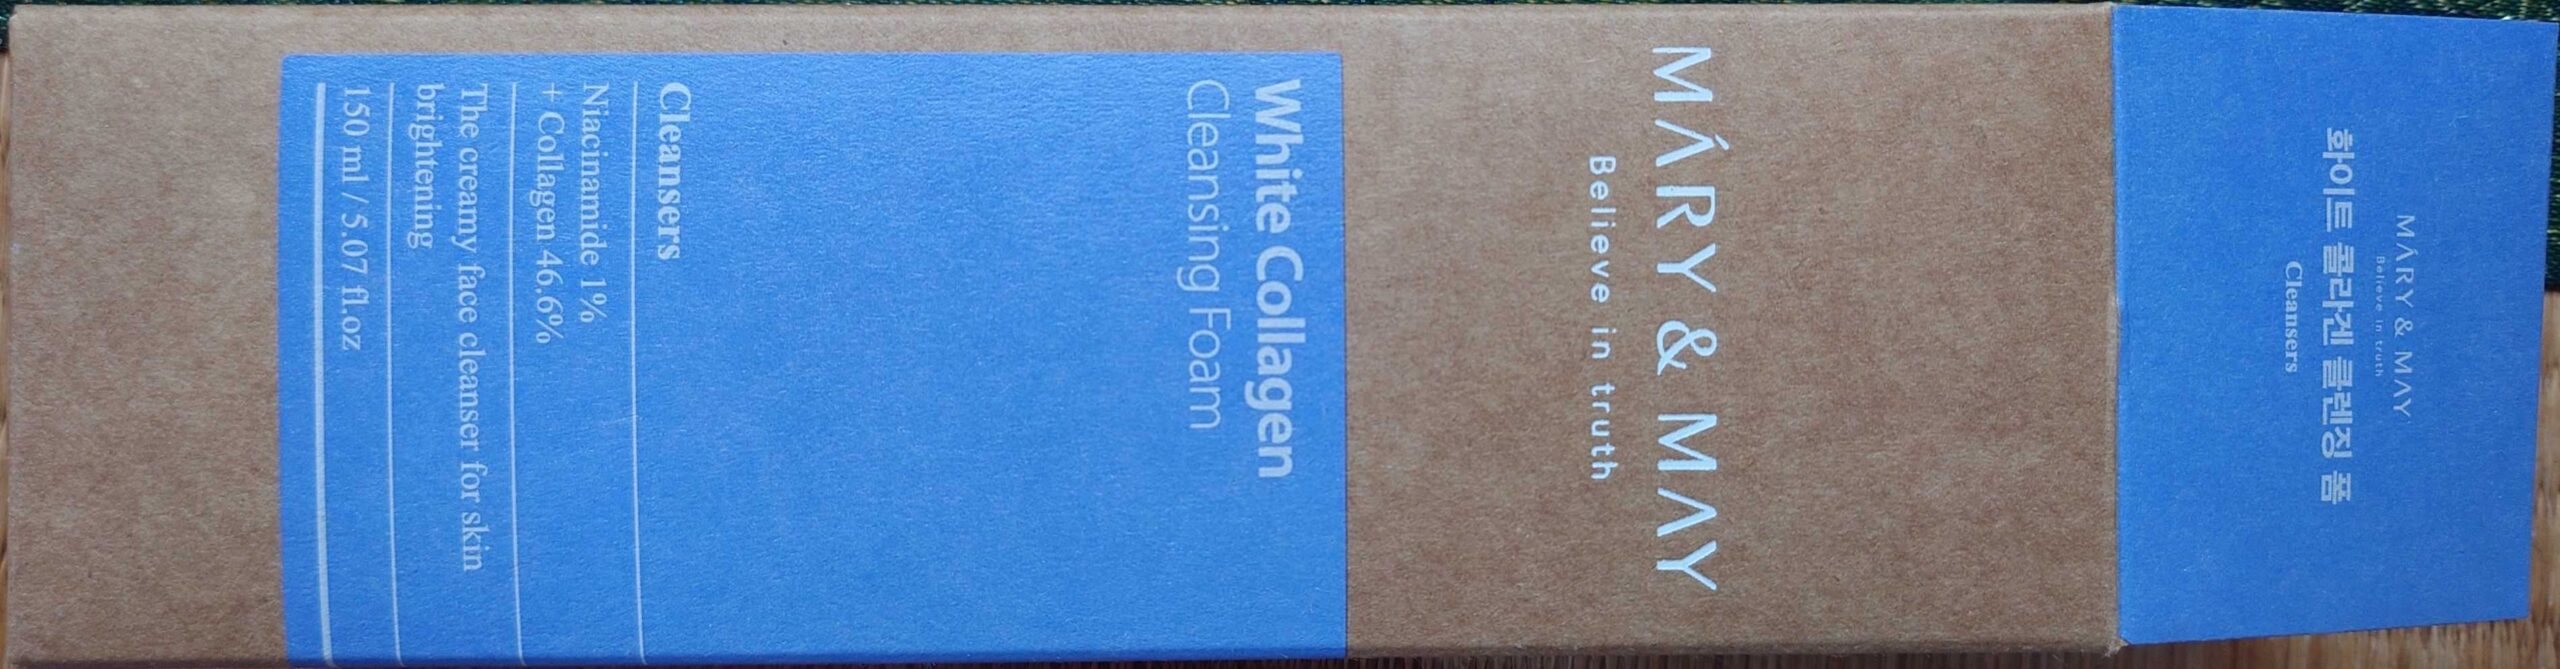 MÁRY & MAY
Believe in truth
화이트 콜라겐 클렌징 폼
Cleansers
MÁRY & MAY
Believe in truth
White Collagen
Cleansing Foam
Cleansers
Niacinamide 1%
+ Collagen 46.6%
The creamy face cleanser for skin
brightening
150 ml / 5.07 fl.oz